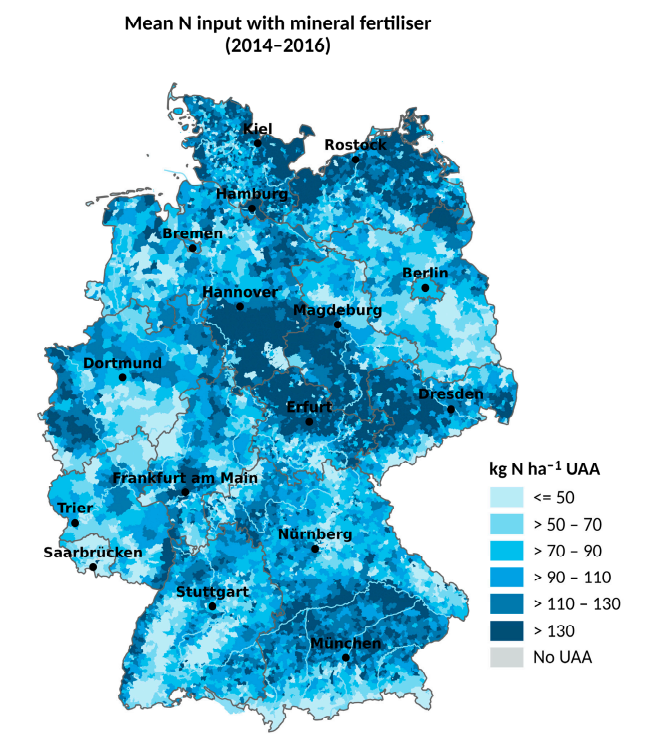 Mean N input with mineral fertiliser
(2014–2016)
Kiel
Rostock
Hamburg
Bremen
Berlin
Hannover
Magdeburg
Dortmund
Dresden
Erfurt
Frankfurt am Main
Trier
Nürnberg
Saarbrücken
Stuttgart
München
kg N ha⁻¹ UAA
<= 50
> 50 – 70
> 70 – 90
> 90 – 110
> 110 – 130
> 130
No UAA